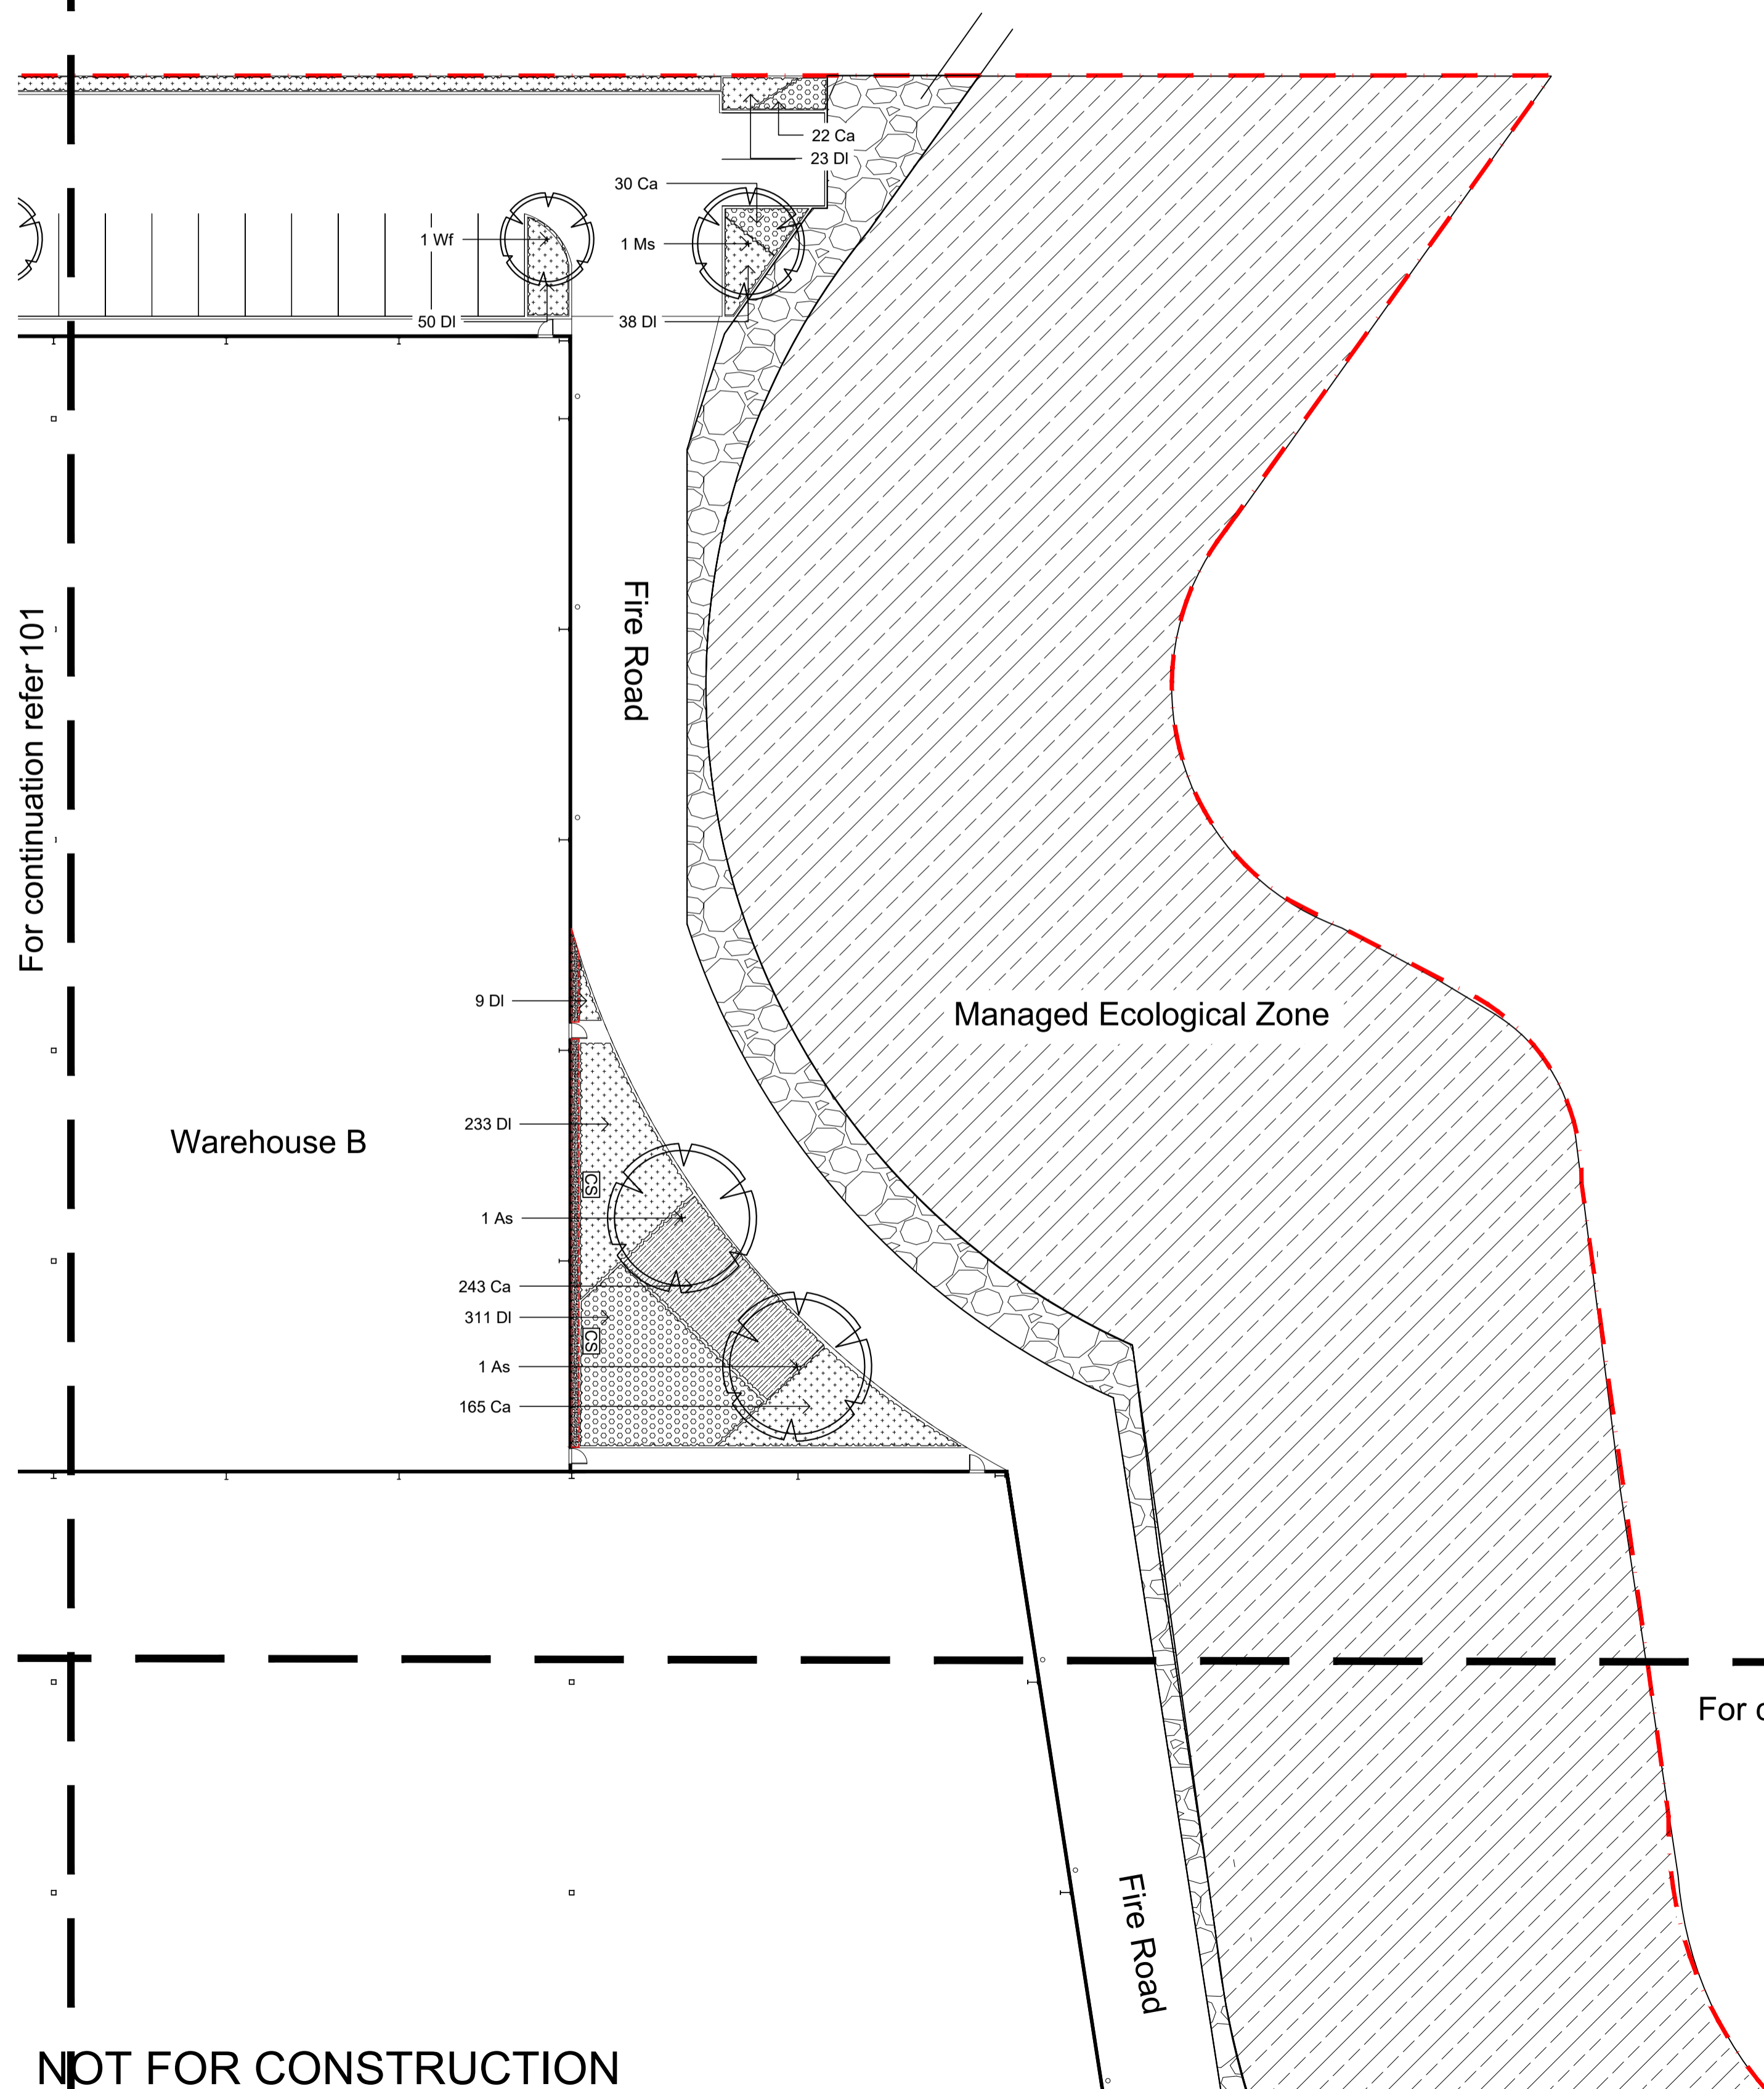 22 Ca
23 Dl
30 Ca
1 Wf
1 Ms
50 Dl
38 Dl
Fire Road
For continuation refer 101
9 Dl
Managed Ecological Zone
233 Dl
Warehouse B
CS
1 As
243 Ca
311 Dl
CS
1 As
165 Ca
For
Fire Road
NOT FOR CONSTRUCTION